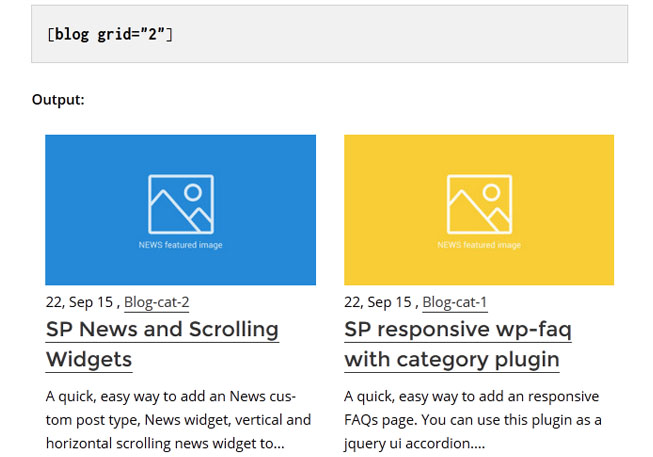 [blog grid="2"]
Output:
NEWS featured image
22, Sep 15 , Blog-cat-2
SP News and Scrolling
Widgets
A quick, easy way to add an News cus-
tom post type, News widget, vertical and
horizontal scrolling news widget to...
NEWS featured image
22, Sep 15 , Blog-cat-1
SP responsive wp-faq
with category plugin
A quick, easy way to add an responsive
FAQs page. You can use this plugin as a
jquery ui accordion....